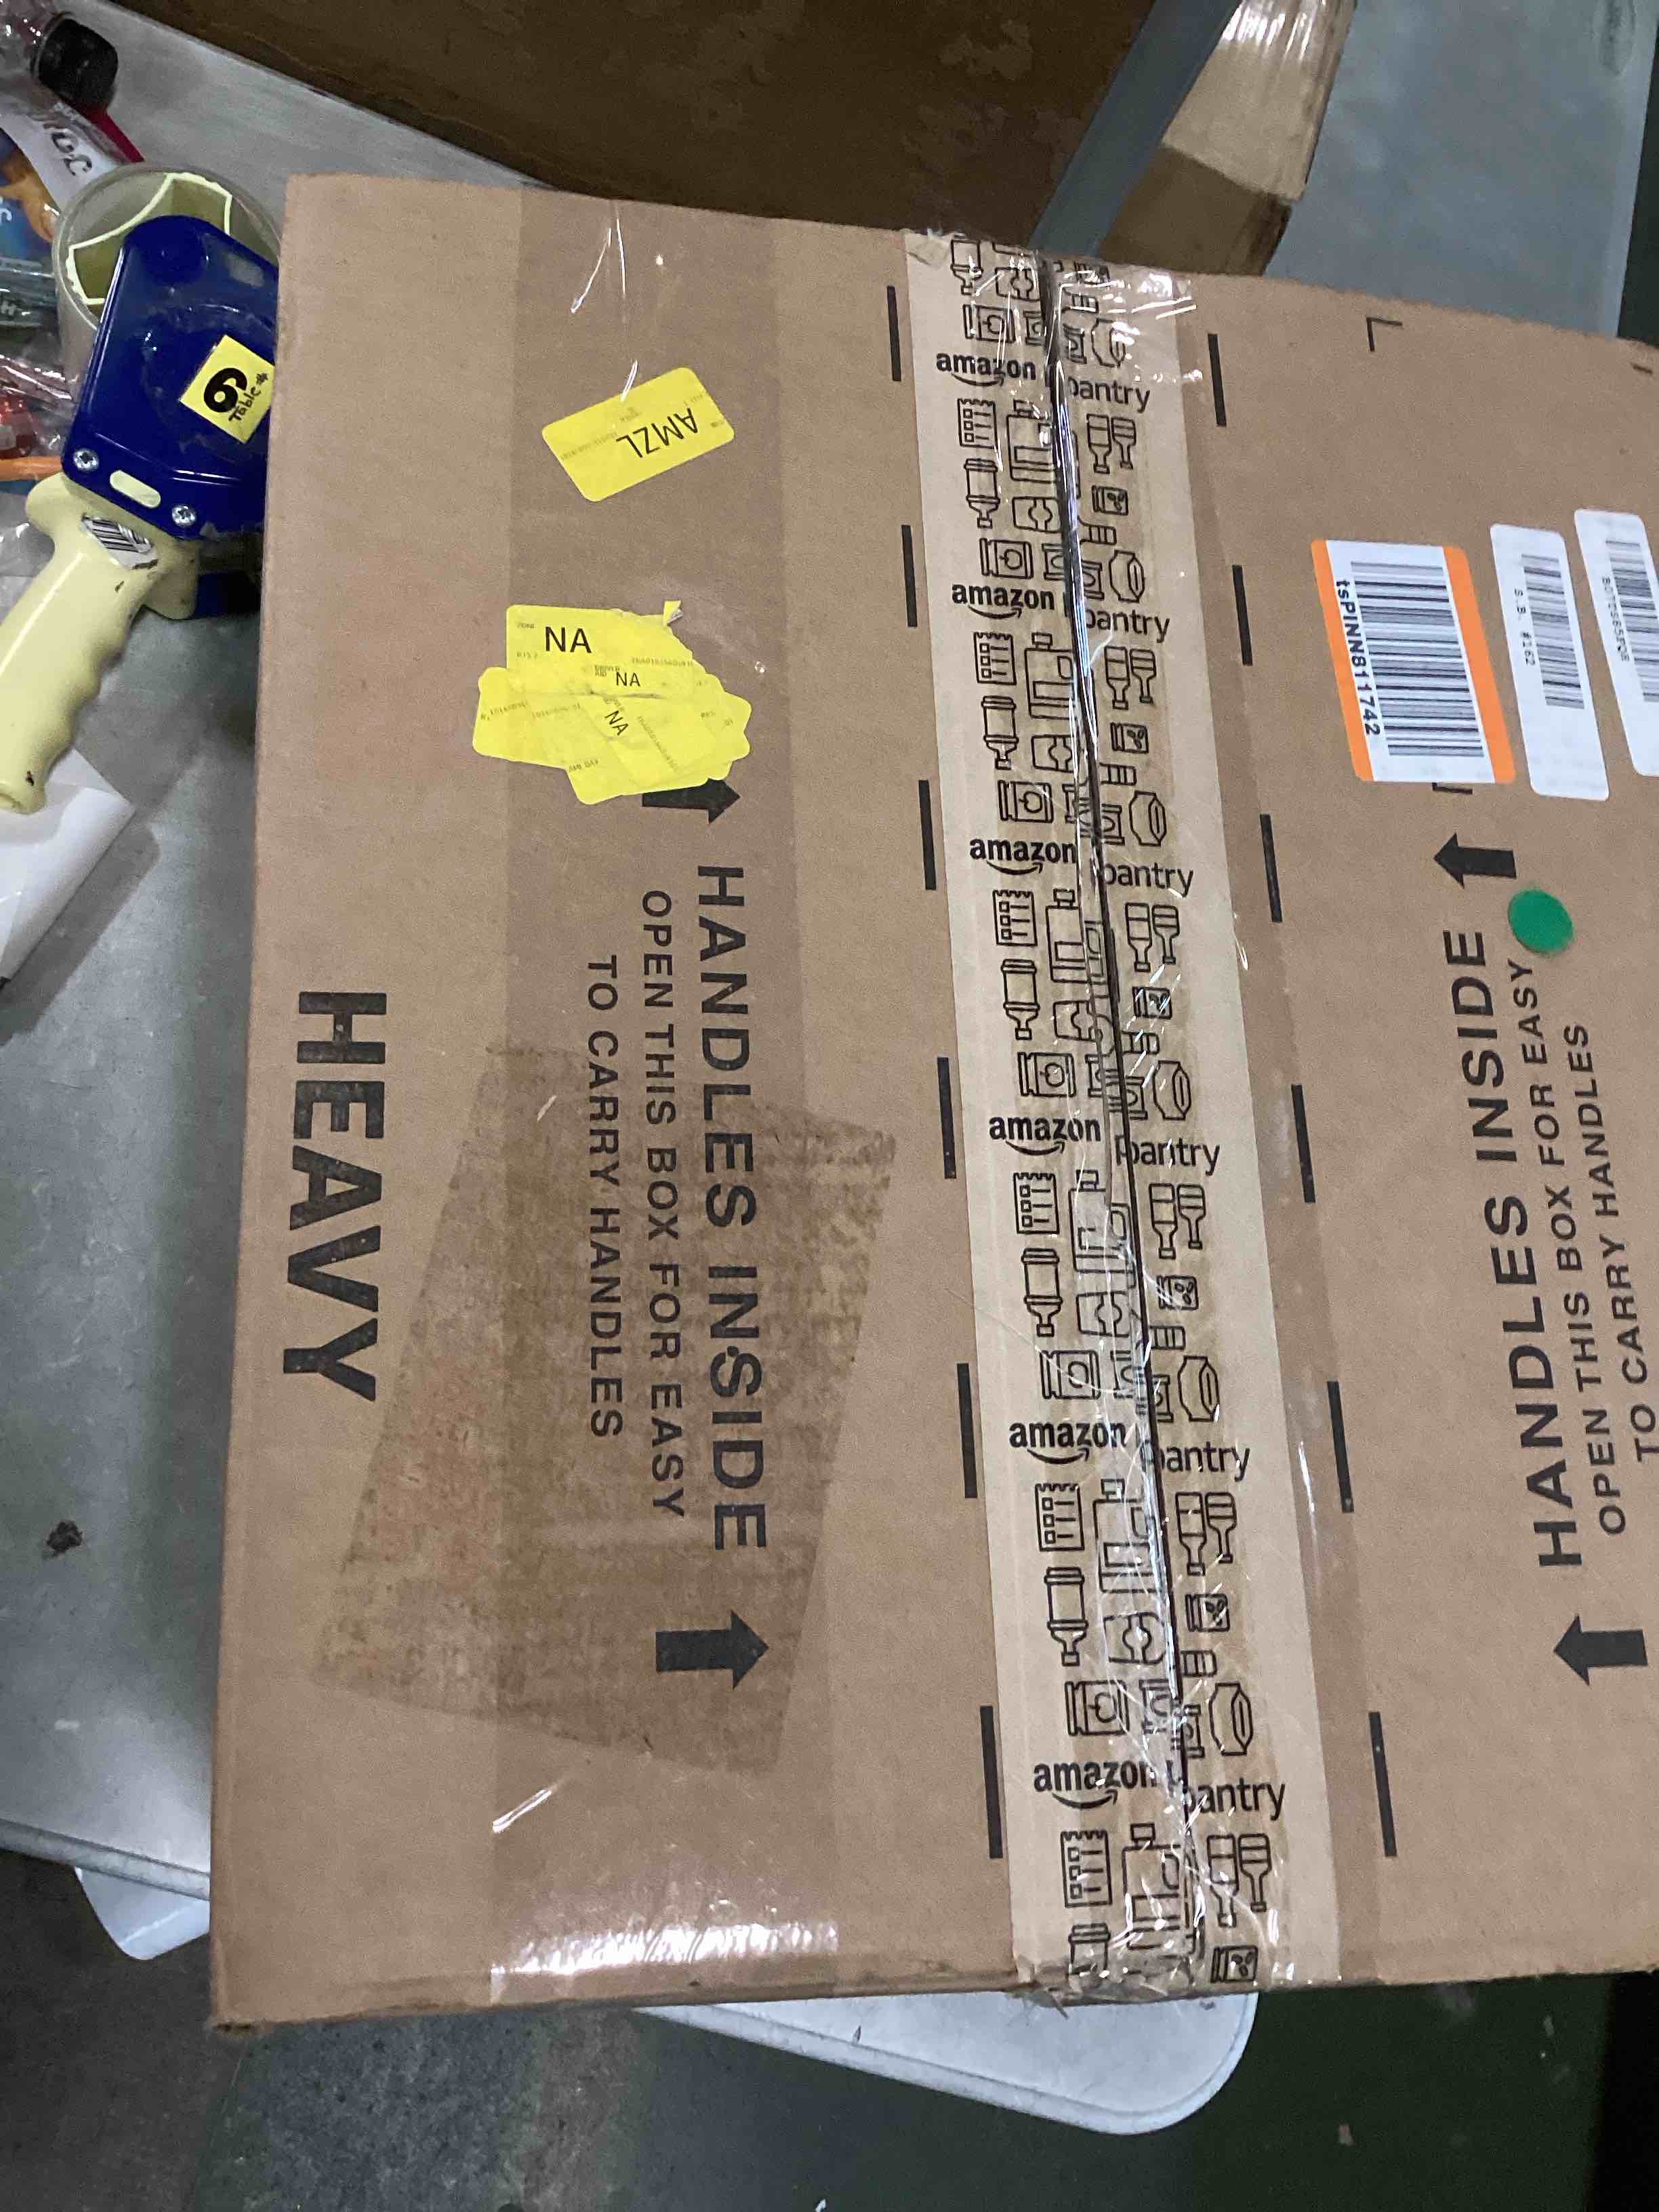 6
Table #
AMZL
NA
NA
NA
HANDLES INSIDE
OPEN THIS BOX FOR EASY
TO CARRY HANDLES
HEAVY
amazon pantry
amazon pantry
amazon pantry
amazon pantry
amazon pantry
amazon pantry
tsPINN811742
S.B. #162
HANDLES INSIDE
OPEN THIS BOX FOR EASY
TO CARRY HANDLES